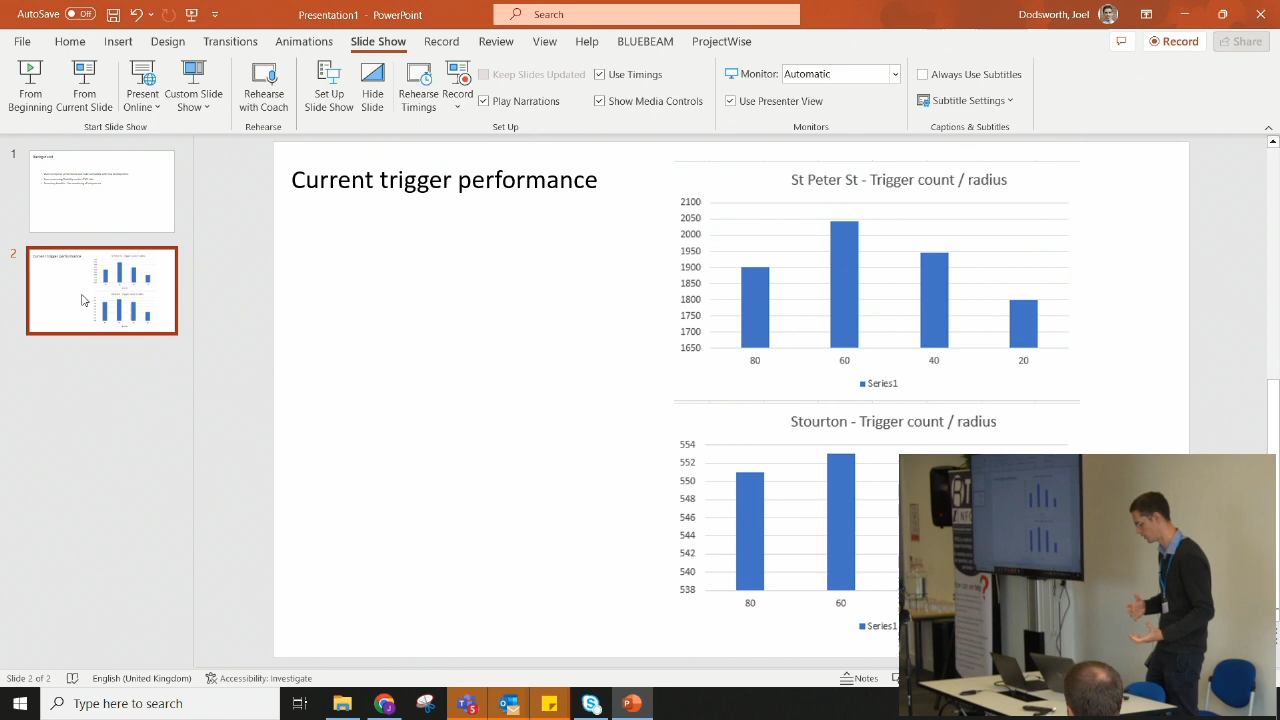 AutoSave Off
Presentation1 - PowerPoint
Search
Dodsworth, Joel
File Home Insert Design Transitions Animations Slide Show Record Review View Help BLUEBEAM ProjectWise
Record
Share
From Beginning
From Current Slide
Present Online
Custom Slide Show
Rehearse with Coach
Set Up Slide Show
Hide Slide
Rehearse Timings
Record
Keep Slides Updated
Play Narrations
Use Timings
Show Media Controls
Monitor: Automatic
Use Presenter View
Always Use Subtitles
Subtitle Settings
Start Slide Show
Rehearse
Set Up
Monitors
Captions & Subtitles
1
2
Current trigger performance
Current trigger performance
St Peter St - Trigger count / radius
2100
2050
2000
1950
1900
1850
1800
1750
1700
1650
80 60 40 20
Series1
Stourton - Trigger count / radius
554
552
550
548
546
544
542
540
538
80 60
Series1
Slide 2 of 2
English (United Kingdom)
Accessibility: Investigate
Notes
Type here to search